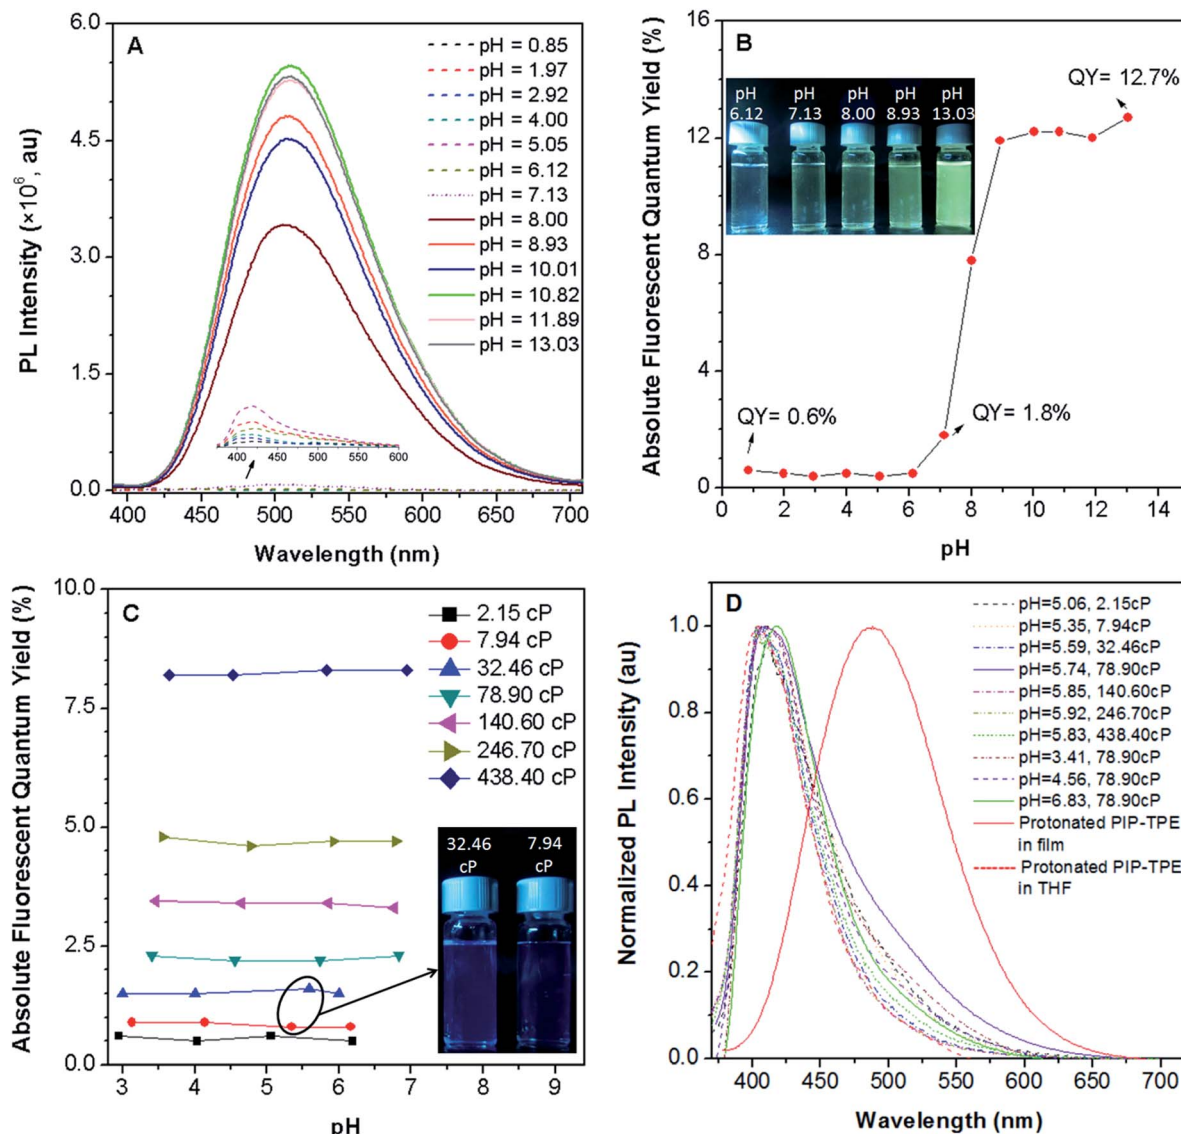 A
PL Intensity (×10⁶, au)
6.0
4.5
3.0
1.5
0.0
pH = 0.85
pH = 1.97
pH = 2.92
pH = 4.00
pH = 5.05
pH = 6.12
pH = 7.13
pH = 8.00
pH = 8.93
pH = 10.01
pH = 10.82
pH = 11.89
pH = 13.03
400 450 500 550 600
400 450 500 550 600 650 700
Wavelength (nm)
B
Absolute Fluorescent Quantum Yield (%)
16
12
8
4
0
QY= 12.7%
pH pH pH pH pH
6.12 7.13 8.00 8.93 13.03
QY= 0.6%
QY= 1.8%
0 2 4 6 8 10 12 14 16
pH
C
Absolute Fluorescent Quantum Yield (%)
10.0
7.5
5.0
2.5
0.0
2.15 cP
7.94 cP
32.46 cP
78.90 cP
140.60 cP
246.70 cP
438.40 cP
32.46 7.94
cP cP
3 4 5 6 7 8 9
pH
D
Normalized PL Intensity (au)
1.0
0.8
0.6
0.4
0.2
0.0
pH=5.06, 2.15cP
pH=5.35, 7.94cP
pH=5.59, 32.46cP
pH=5.74, 78.90cP
pH=5.85, 140.60cP
pH=5.92, 246.70cP
pH=5.83, 438.40cP
pH=3.41, 78.90cP
pH=4.56, 78.90cP
pH=6.83, 78.90cP
Protonated PIP-TPE
in film
Protonated PIP-TPE
in THF
400 450 500 550 600 650 700
Wavelength (nm)